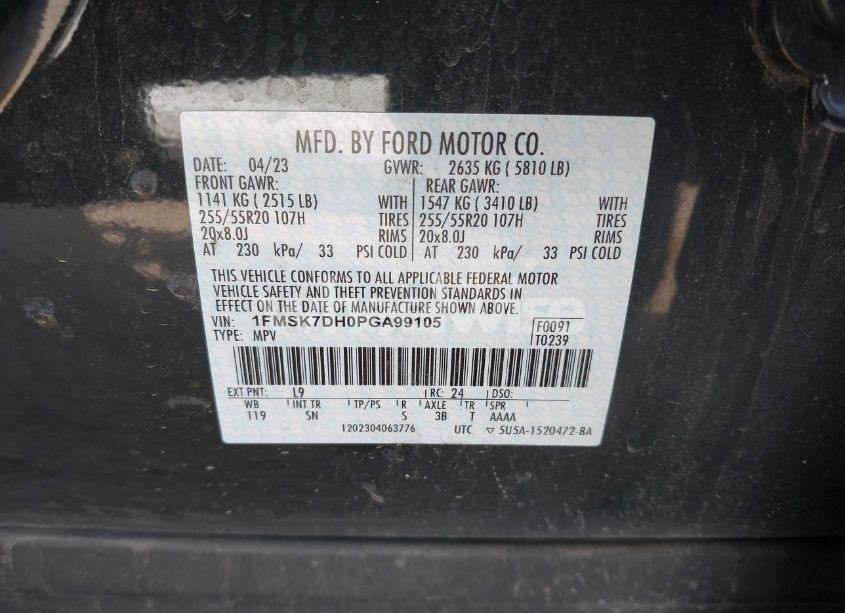 MFD. BY FORD MOTOR CO.
DATE: 04/23 GVWR: 2635 KG ( 5810 LB)
FRONT GAWR: REAR GAWR:
1141 KG ( 2515 LB) WITH 1547 KG ( 3410 LB) WITH
255/55R20 107H TIRES 255/55R20 107H TIRES
20x8.0J RIMS 20x8.0J RIMS
AT 230 kPa/ 33 PSI COLD AT 230 kPa/ 33 PSI COLD
THIS VEHICLE CONFORMS TO ALL APPLICABLE FEDERAL MOTOR
VEHICLE SAFETY AND THEFT PREVENTION STANDARDS IN
EFFECT ON THE DATE OF MANUFACTURE SHOWN ABOVE.
VIN: 1FMSK7DH0PGA99105 F0091
TYPE: MPV T0239
EXT PNT: L9 RC: 24 DSO:
WB INT TR TP/PS R AXLE TR SPR
119 SN S 3B T AAAA
1202304063776 UTC ▽ 5U5A-1520472-BA